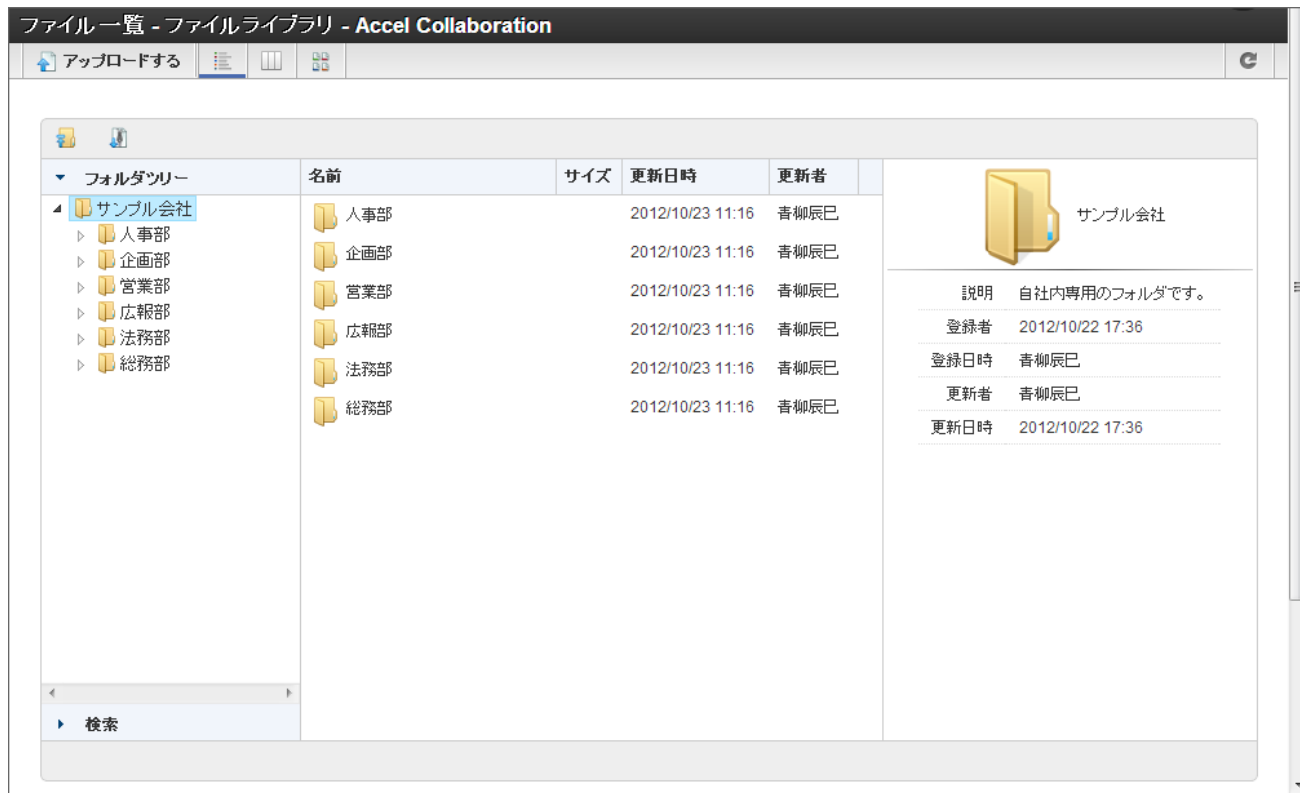 ファイル一覧 - ファイルライブラリ - Accel Collaboration
アップロードする
フォルダツリー
サンプル会社
人事部
企画部
営業部
広報部
法務部
総務部
検索
名前 サイズ 更新日時 更新者
人事部 2012/10/23 11:16 青柳辰巳
企画部 2012/10/23 11:16 青柳辰巳
営業部 2012/10/23 11:16 青柳辰巳
広報部 2012/10/23 11:16 青柳辰巳
法務部 2012/10/23 11:16 青柳辰巳
総務部 2012/10/23 11:16 青柳辰巳
サンプル会社
説明 自社内専用のフォルダです。
登録者 2012/10/22 17:36
登録日時 青柳辰巳
更新者 青柳辰巳
更新日時 2012/10/22 17:36